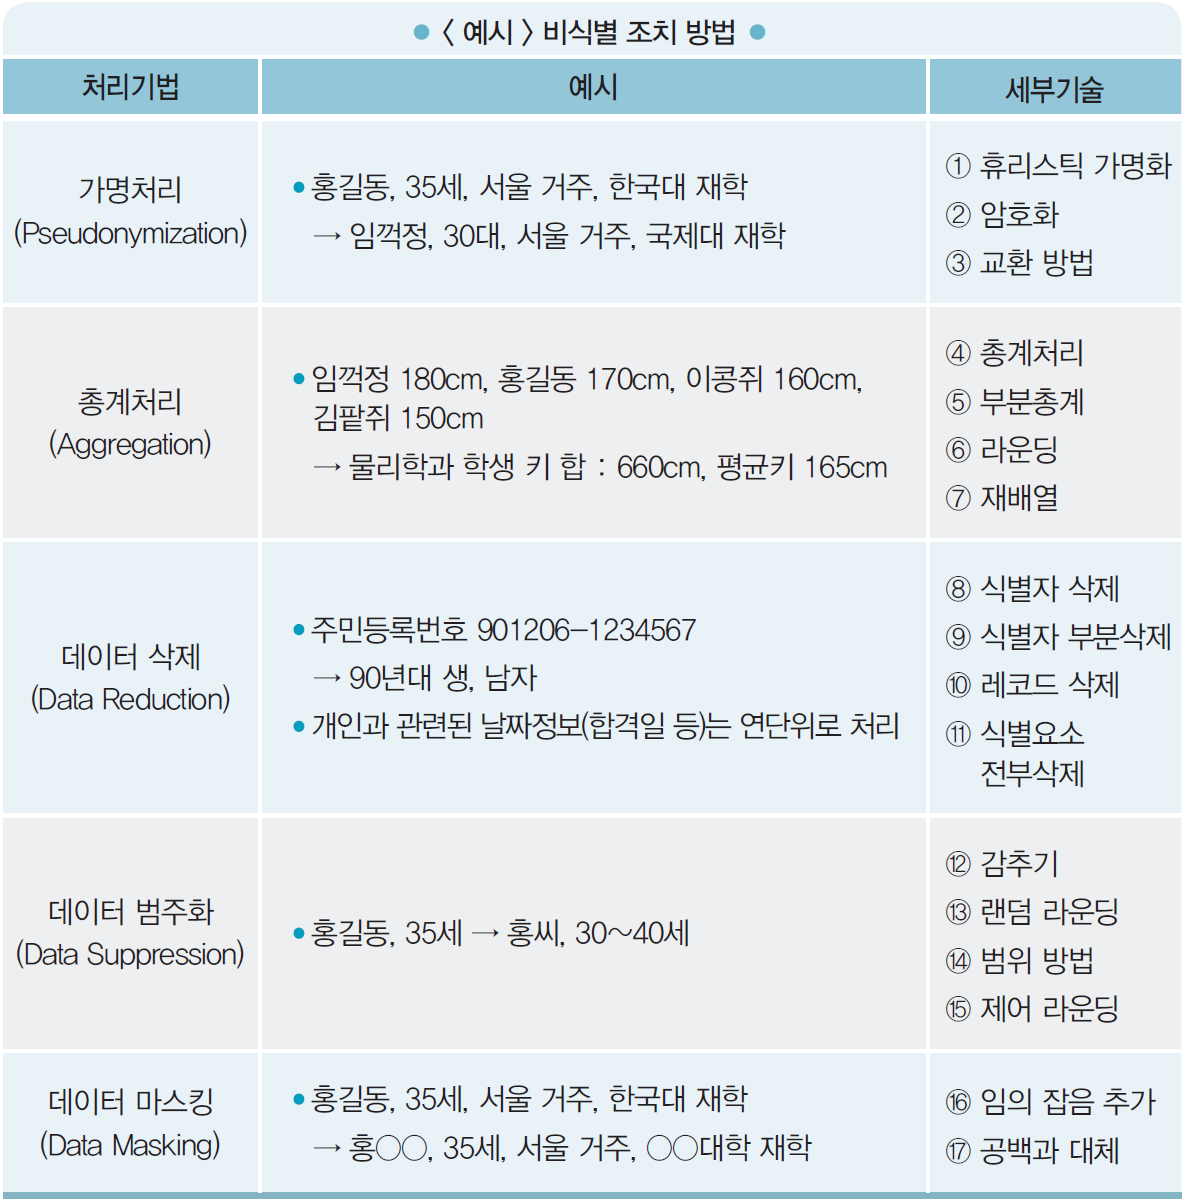 ● 〈 예시 〉 비식별 조치 방법 ●
처리기법
예시
세부기술
가명처리
(Pseudonymization)
• 홍길동, 35세, 서울 거주, 한국대 재학
→ 임꺽정, 30대, 서울 거주, 국제대 재학
① 휴리스틱 가명화
② 암호화
③ 교환 방법
총계처리
(Aggregation)
• 임꺽정 180cm, 홍길동 170cm, 이콩쥐 160cm,
김팥쥐 150cm
→ 물리학과 학생 키 합 : 660cm, 평균키 165cm
④ 총계처리
⑤ 부분총계
⑥ 라운딩
⑦ 재배열
데이터 삭제
(Data Reduction)
• 주민등록번호 901206-1234567
→ 90년대 생, 남자
• 개인과 관련된 날짜정보(합격일 등)는 연단위로 처리
⑧ 식별자 삭제
⑨ 식별자 부분삭제
⑩ 레코드 삭제
⑪ 식별요소
전부삭제
데이터 범주화
(Data Suppression)
• 홍길동, 35세 → 홍씨, 30~40세
⑫ 감추기
⑬ 랜덤 라운딩
⑭ 범위 방법
⑮ 제어 라운딩
데이터 마스킹
(Data Masking)
• 홍길동, 35세, 서울 거주, 한국대 재학
→ 홍○○, 35세, 서울 거주, ○○대학 재학
⑯ 임의 잡음 추가
⑰ 공백과 대체